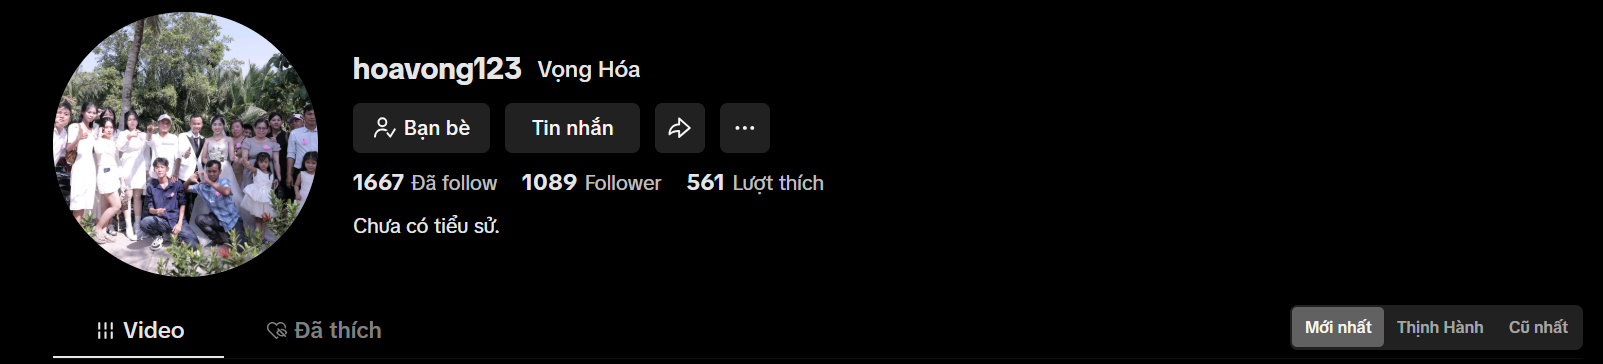 hoavong123 Vọng Hóa
Bạn bè Tin nhắn
1667 Đã follow 1089 Follower 561 Lượt thích
Chưa có tiểu sử.
Video Đã thích Mới nhất Thịnh Hành Cũ nhất